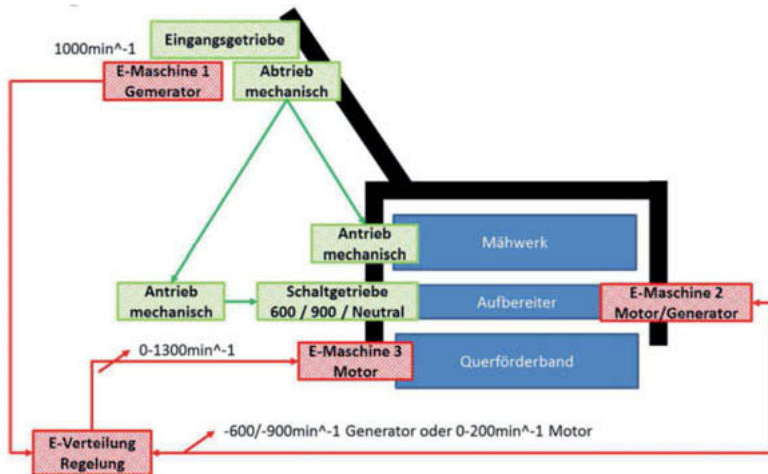 Eingangsgetriebe
1000min^-1
E-Maschine 1
Gemerator
Abtrieb
mechanisch
Antrieb
mechanisch
Mähwerk
Antrieb
mechanisch
Schaltgetriebe
600 / 900 / Neutral
Aufbereiter
E-Maschine 2
Motor/Generator
0-1300min^-1
E-Maschine 3
Motor
Querförderband
E-Verteilung
Regelung
-600/-900min^-1 Generator oder 0-200min^-1 Motor